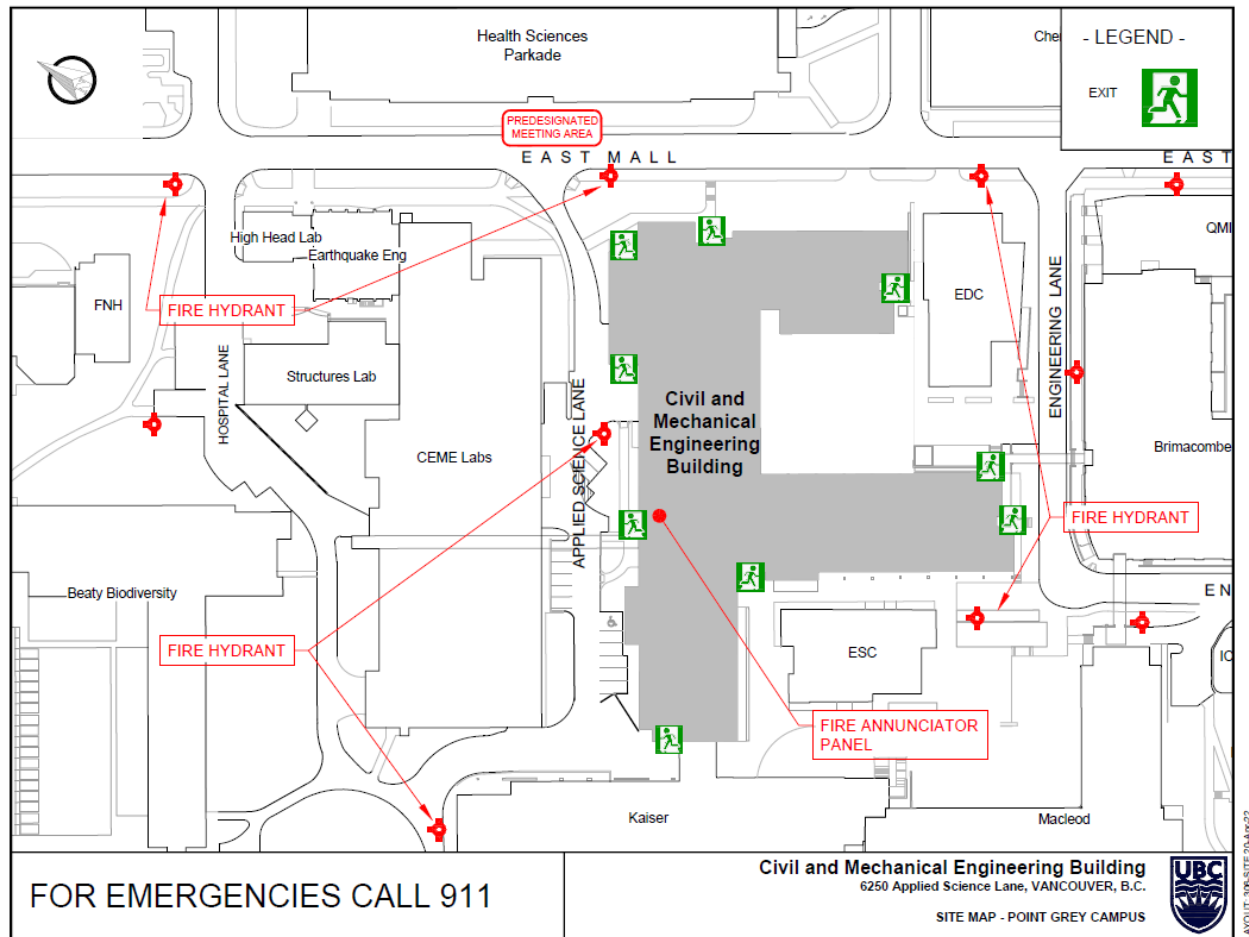 Health Sciences
Parkade
Che
- LEGEND -
EXIT
PREDESIGNATED
MEETING AREA
EAST MALL
EAST
High Head Lab
Earthquake Eng
QMI
FNH
FIRE HYDRANT
EDC
ENGINEERING LANE
HOSPITAL LANE
Structures Lab
APPLIED SCIENCE LANE
Civil and
Mechanical
Engineering
Building
CEME Labs
Brimacombe
FIRE HYDRANT
Beaty Biodiversity
EN
FIRE HYDRANT
ESC
IC
FIRE ANNUNCIATOR
PANEL
Kaiser
Macleod
FOR EMERGENCIES CALL 911
Civil and Mechanical Engineering Building
6250 Applied Science Lane, VANCOUVER, B.C.
SITE MAP - POINT GREY CAMPUS
UBC